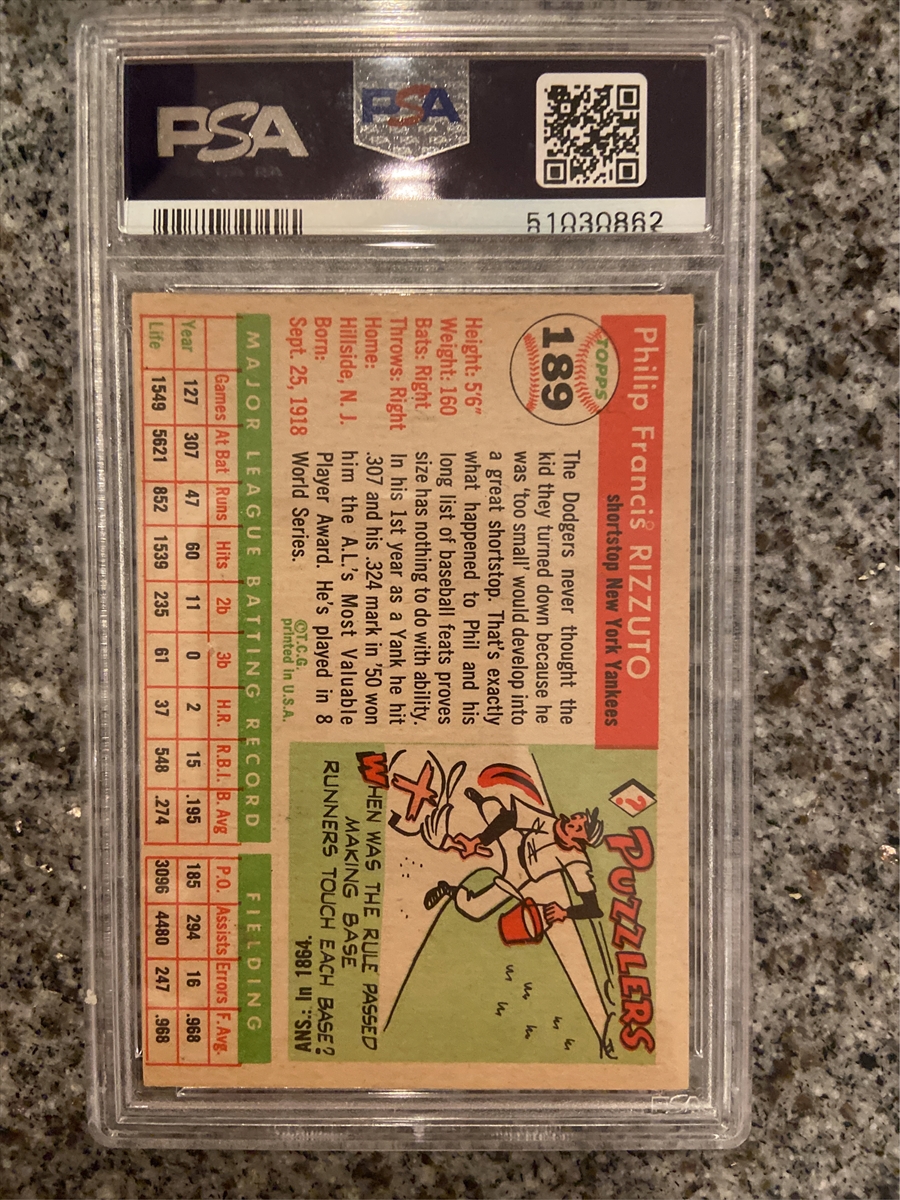 PSA
PSA
51030862
Philip Francis RIZZUTO
shortstop New York Yankees
TOPPS
189
Height: 5'6"
Weight: 160
Bats: Right
Throws: Right
Home:
Hillside, N. J.
Born:
Sept. 25, 1918
The Dodgers never thought the
kid they turned down because he
was 'too small' would develop into
a great shortstop. That's exactly
what happened to Phil and his
long list of baseball feats proves
size has nothing to do with ability.
In his 1st year as a Yank he hit
.307 and his .324 mark in '50 won
him the A.L.'s Most Valuable
Player Award. He's played in 8
World Series.
©T.C.G.
printed in U.S.A.
? PUZZLERS
X
WHEN WAS THE RULE PASSED
MAKING BASE
RUNNERS TOUCH EACH BASE?
ANS:: In 1864.
MAJOR LEAGUE BATTING RECORD FIELDING
Games At Bat Runs Hits 2b 3b H.R. R.B.I. B. Avg P.O. Assists Errors F. Avg.
Year 127 307 47 60 11 0 2 15 .195 185 294 16 .968
Life 1549 5621 852 1539 235 61 37 548 .274 3096 4480 247 .968
PSA